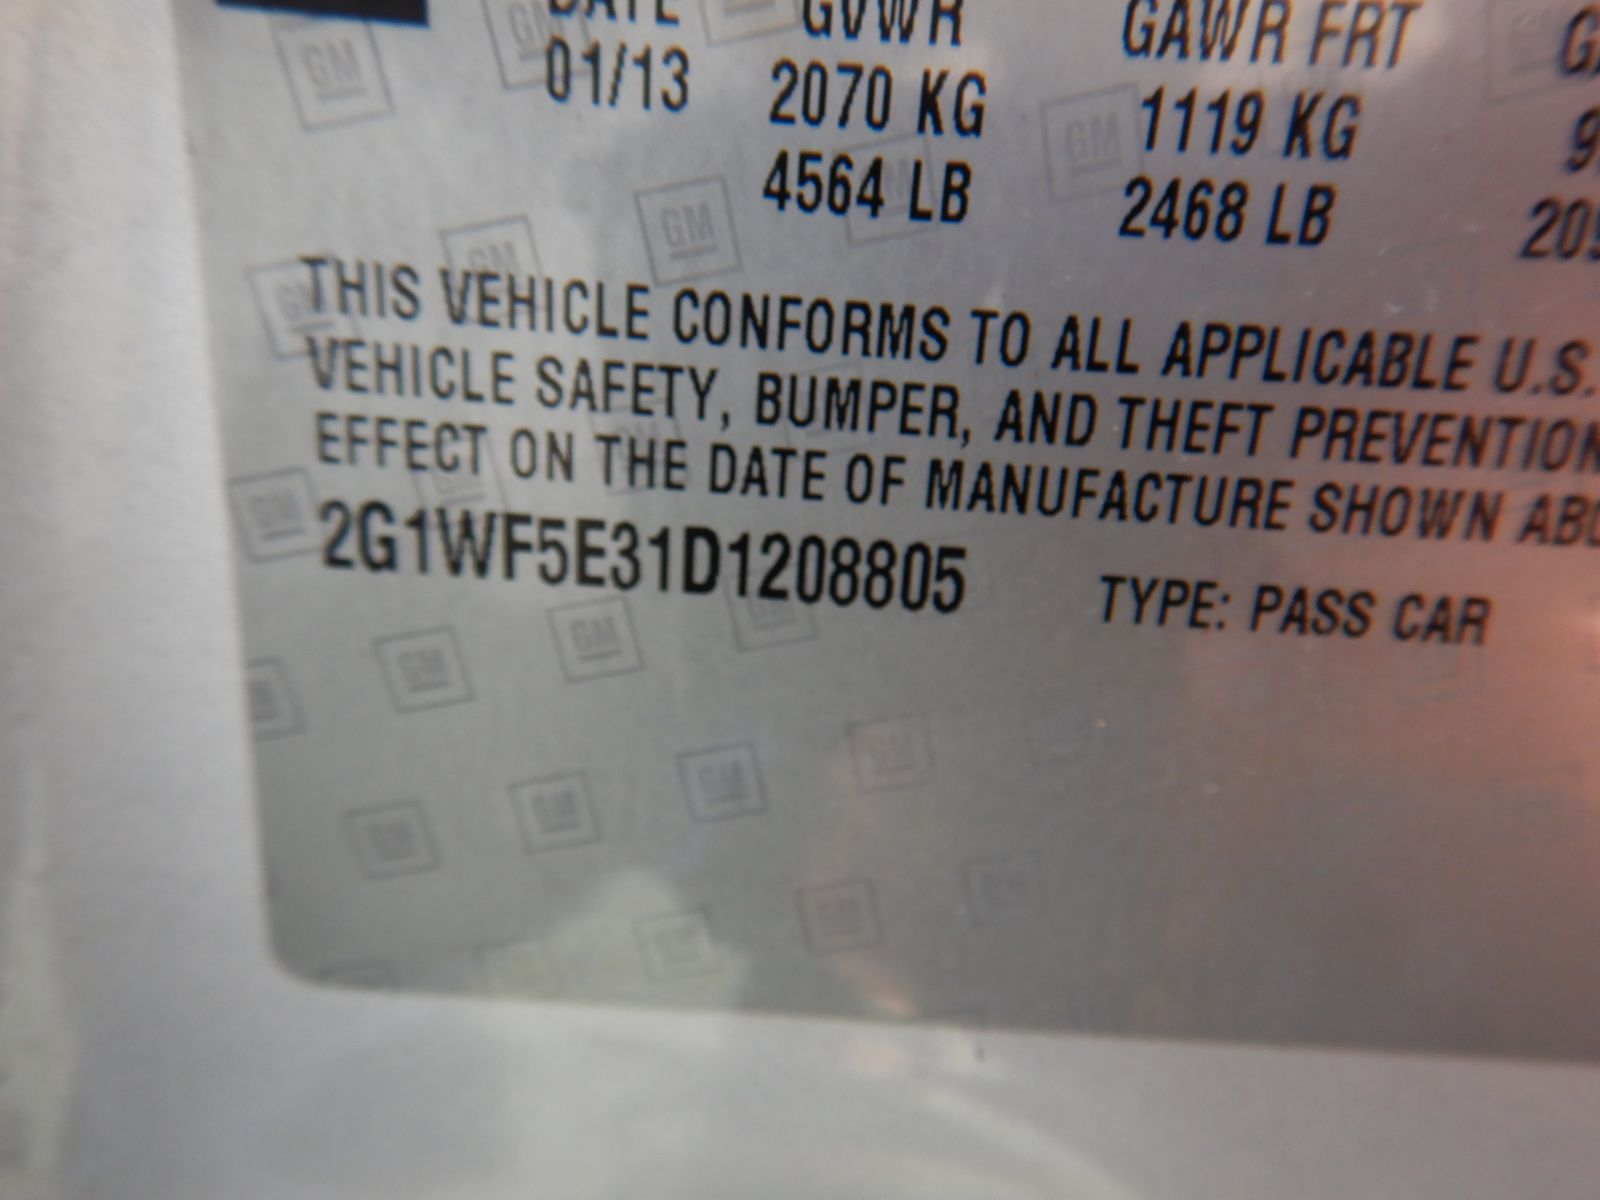 DATE GVWR GAWR FRT
01/13 2070 KG 1119 KG
4564 LB 2468 LB
THIS VEHICLE CONFORMS TO ALL APPLICABLE U.S.
VEHICLE SAFETY, BUMPER, AND THEFT PREVENTION
EFFECT ON THE DATE OF MANUFACTURE SHOWN
2G1WF5E31D1208805 TYPE: PASS CAR